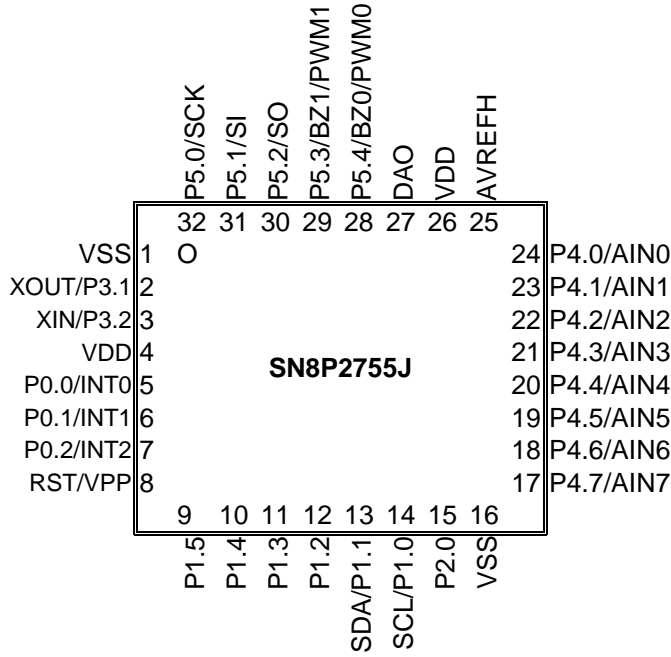 P5.0/SCK
P5.1/SI
P5.2/SO
P5.3/BZ1/PWM1
P5.4/BZ0/PWM0
DAO
VDD
AVREFH
32 31 30 29 28 27 26 25
VSS 1 O 24 P4.0/AIN0
XOUT/P3.1 2 23 P4.1/AIN1
XIN/P3.2 3 22 P4.2/AIN2
VDD 4 21 P4.3/AIN3
SN8P2755J
P0.0/INT0 5 20 P4.4/AIN4
P0.1/INT1 6 19 P4.5/AIN5
P0.2/INT2 7 18 P4.6/AIN6
RST/VPP 8 17 P4.7/AIN7
9 10 11 12 13 14 15 16
P1.5
P1.4
P1.3
P1.2
SDA/P1.1
SCL/P1.0
P2.0
VSS